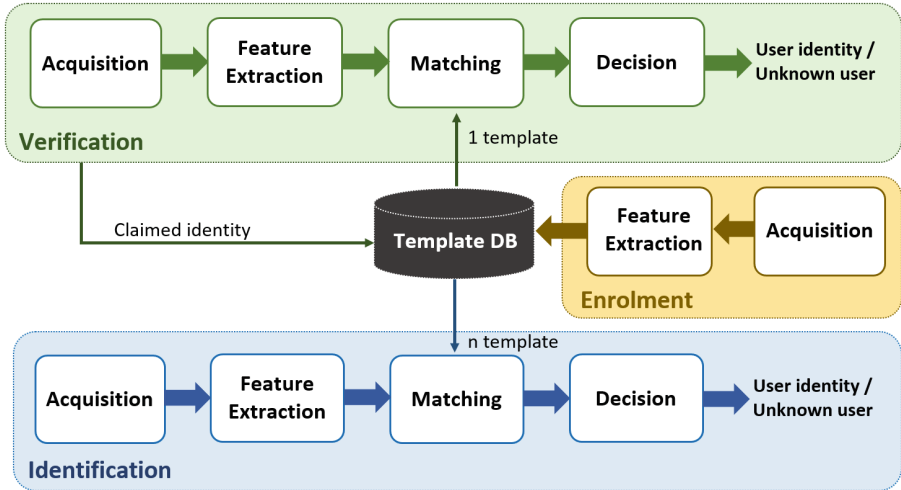 Acquisition
Feature
Extraction
Matching
Decision
User identity /
Unknown user
Verification
1 template
Claimed identity
Template DB
Feature
Extraction
Acquisition
Enrolment
n template
Acquisition
Feature
Extraction
Matching
Decision
User identity /
Unknown user
Identification